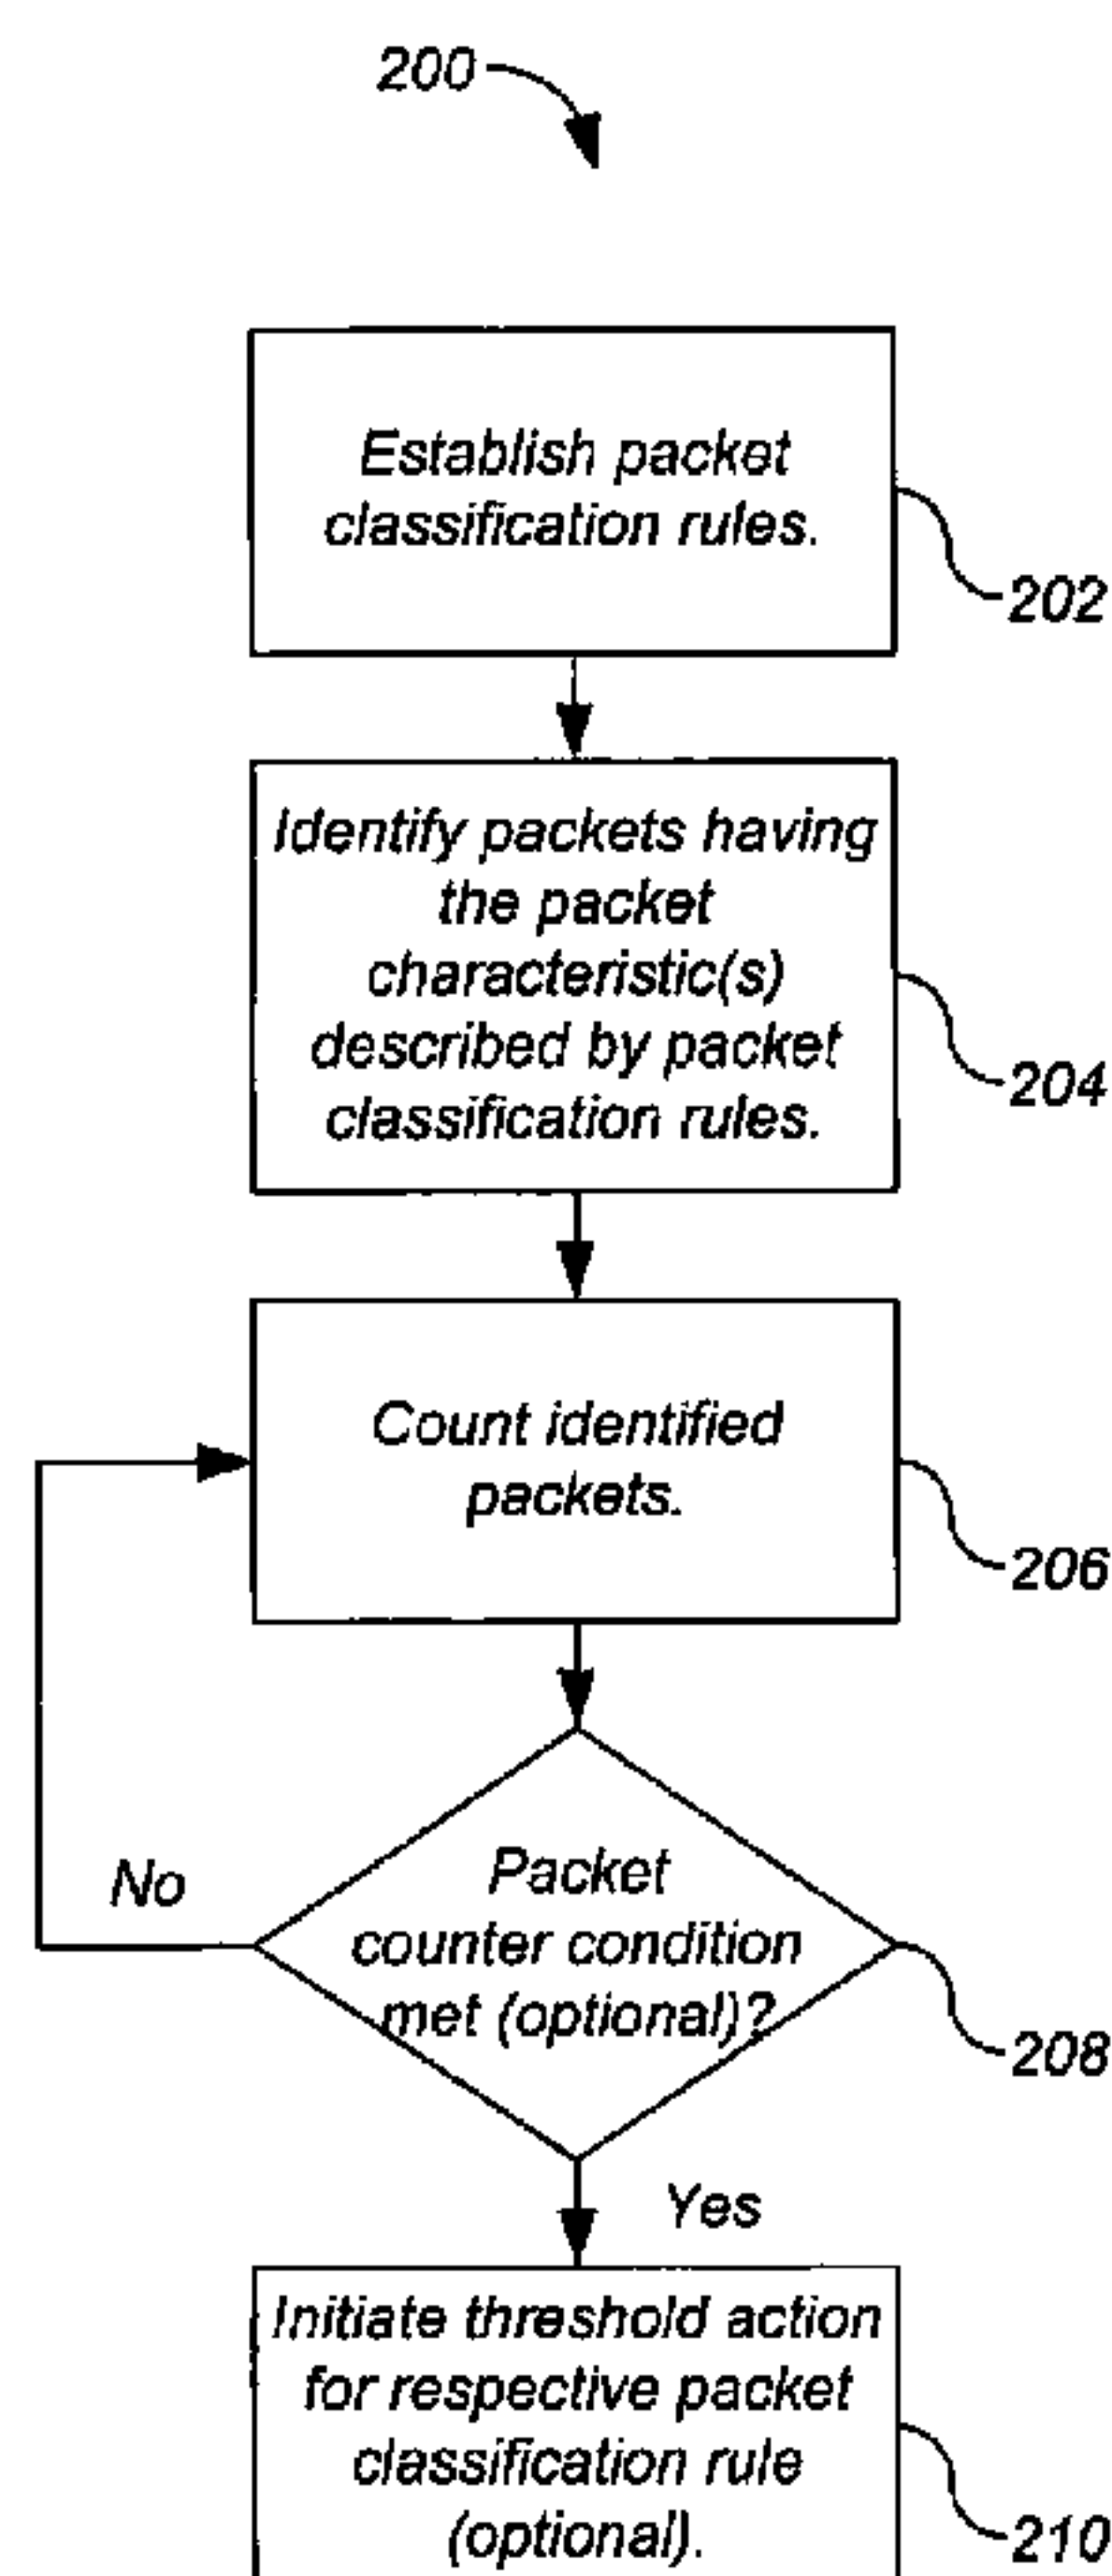 200
Establish packet
classification rules.
202
Identify packets having
the packet
characteristic(s)
described by packet
classification rules.
204
Count identified
packets.
206
No
Packet
counter condition
met (optional)?
208
Yes
Initiate threshold action
for respective packet
classification rule
(optional).
210